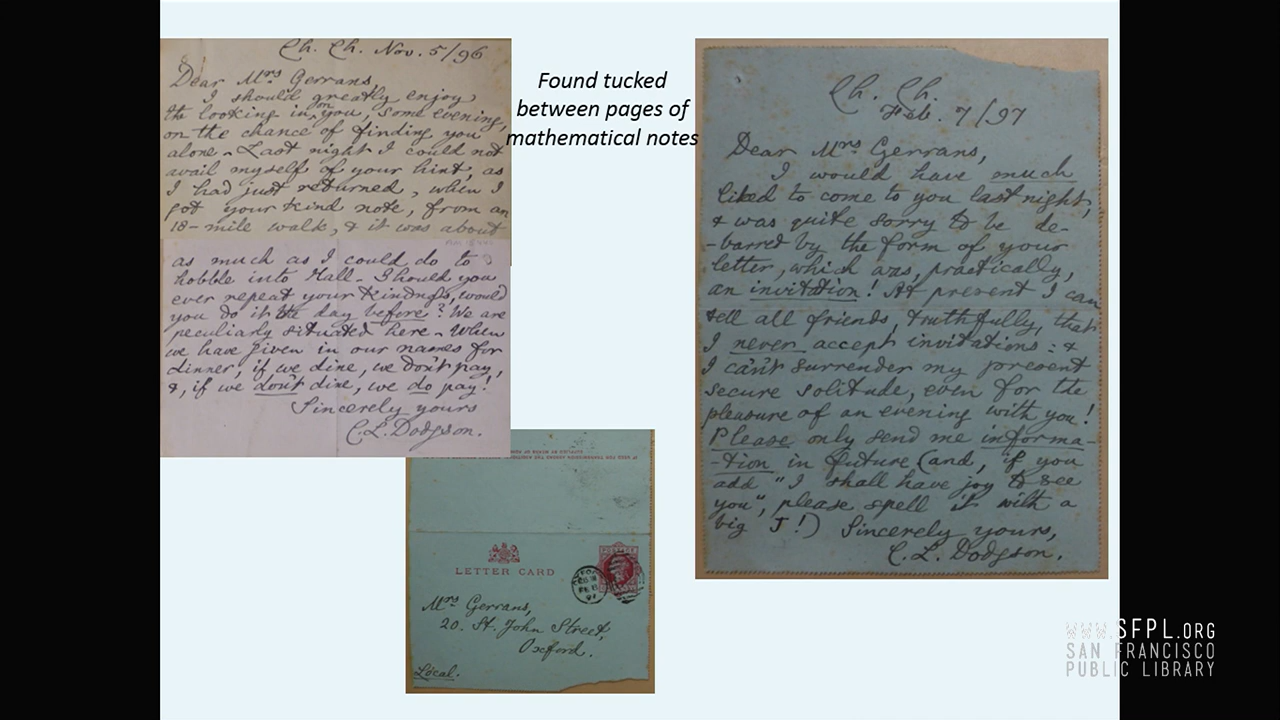 Ch. Ch. Nov. 5/96
Dear Mrs Gerrans,
I should greatly enjoy
the looking in on you, some evening,
on the chance of finding you
alone - Last night I could not
avail myself of your hint, as
I had just returned, when I
got your kind note, from an
18-mile walk, & it was about
as much as I could do to
hobble into Hall - Should you
ever repeat your kindness, would
you do it the day before? We are
peculiarly situated here - When
we have given in our names for
dinner, if we dine, we don't pay,
&, if we don't dine, we do pay!
Sincerely yours
C. L. Dodgson.
Found tucked
between pages of
mathematical notes
Ch. Ch.
Feb. 7/97
Dear Mrs Gerrans,
I would have much
liked to come to you last night,
& was quite sorry to be de-
-barred by the form of your
letter, which was, practically,
an invitation! At present I can
tell all friends, truthfully, that
I never accept invitations: &
I can't surrender my present
secure solitude, even for the
pleasure of an evening with you!
Please only send me informa-
-tion in future (and, if you
add "I shall have joy to see
you", please spell it with a
big J!) Sincerely yours,
C. L. Dodgson.
LETTER CARD
Mrs Gerrans,
20. St. John Street,
Oxford.
Local.
WWW.SFPL.ORG
SAN FRANCISCO
PUBLIC LIBRARY